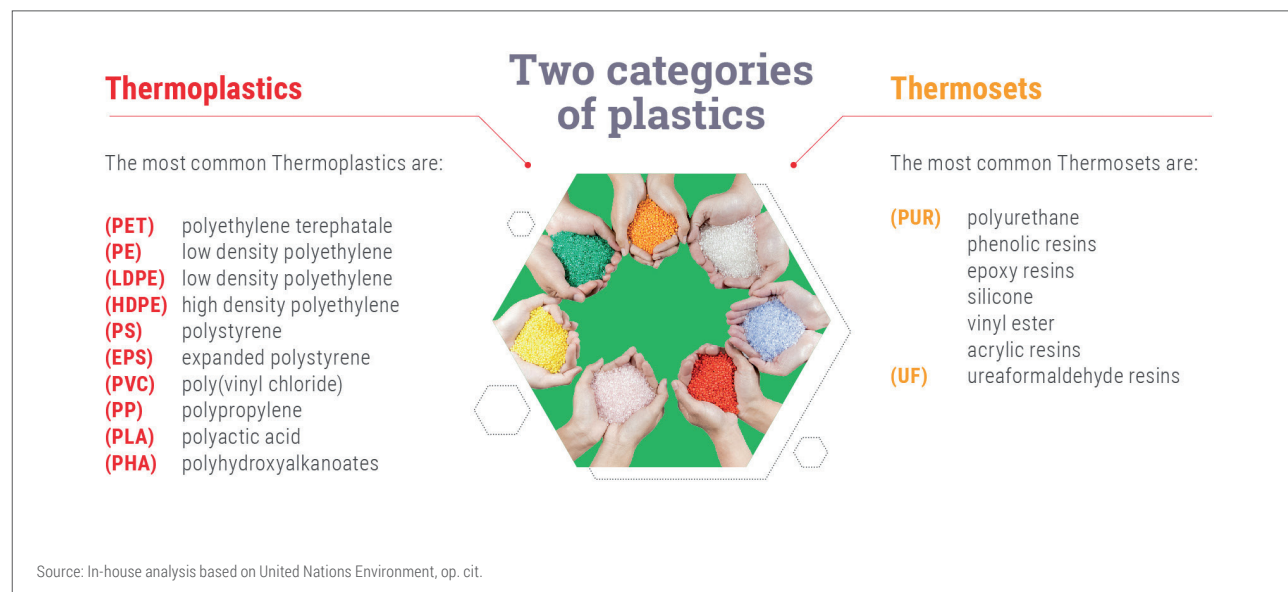 Two categories
of plastics
Thermoplastics
The most common Thermoplastics are:
(PET) polyethylene terephatale
(PE) low density polyethylene
(LDPE) low density polyethylene
(HDPE) high density polyethylene
(PS) polystyrene
(EPS) expanded polystyrene
(PVC) poly(vinyl chloride)
(PP) polypropylene
(PLA) polyactic acid
(PHA) polyhydroxyalkanoates
Thermosets
The most common Thermosets are:
(PUR) polyurethane
phenolic resins
epoxy resins
silicone
vinyl ester
acrylic resins
(UF) ureaformaldehyde resins
Source: In-house analysis based on United Nations Environment, op. cit.